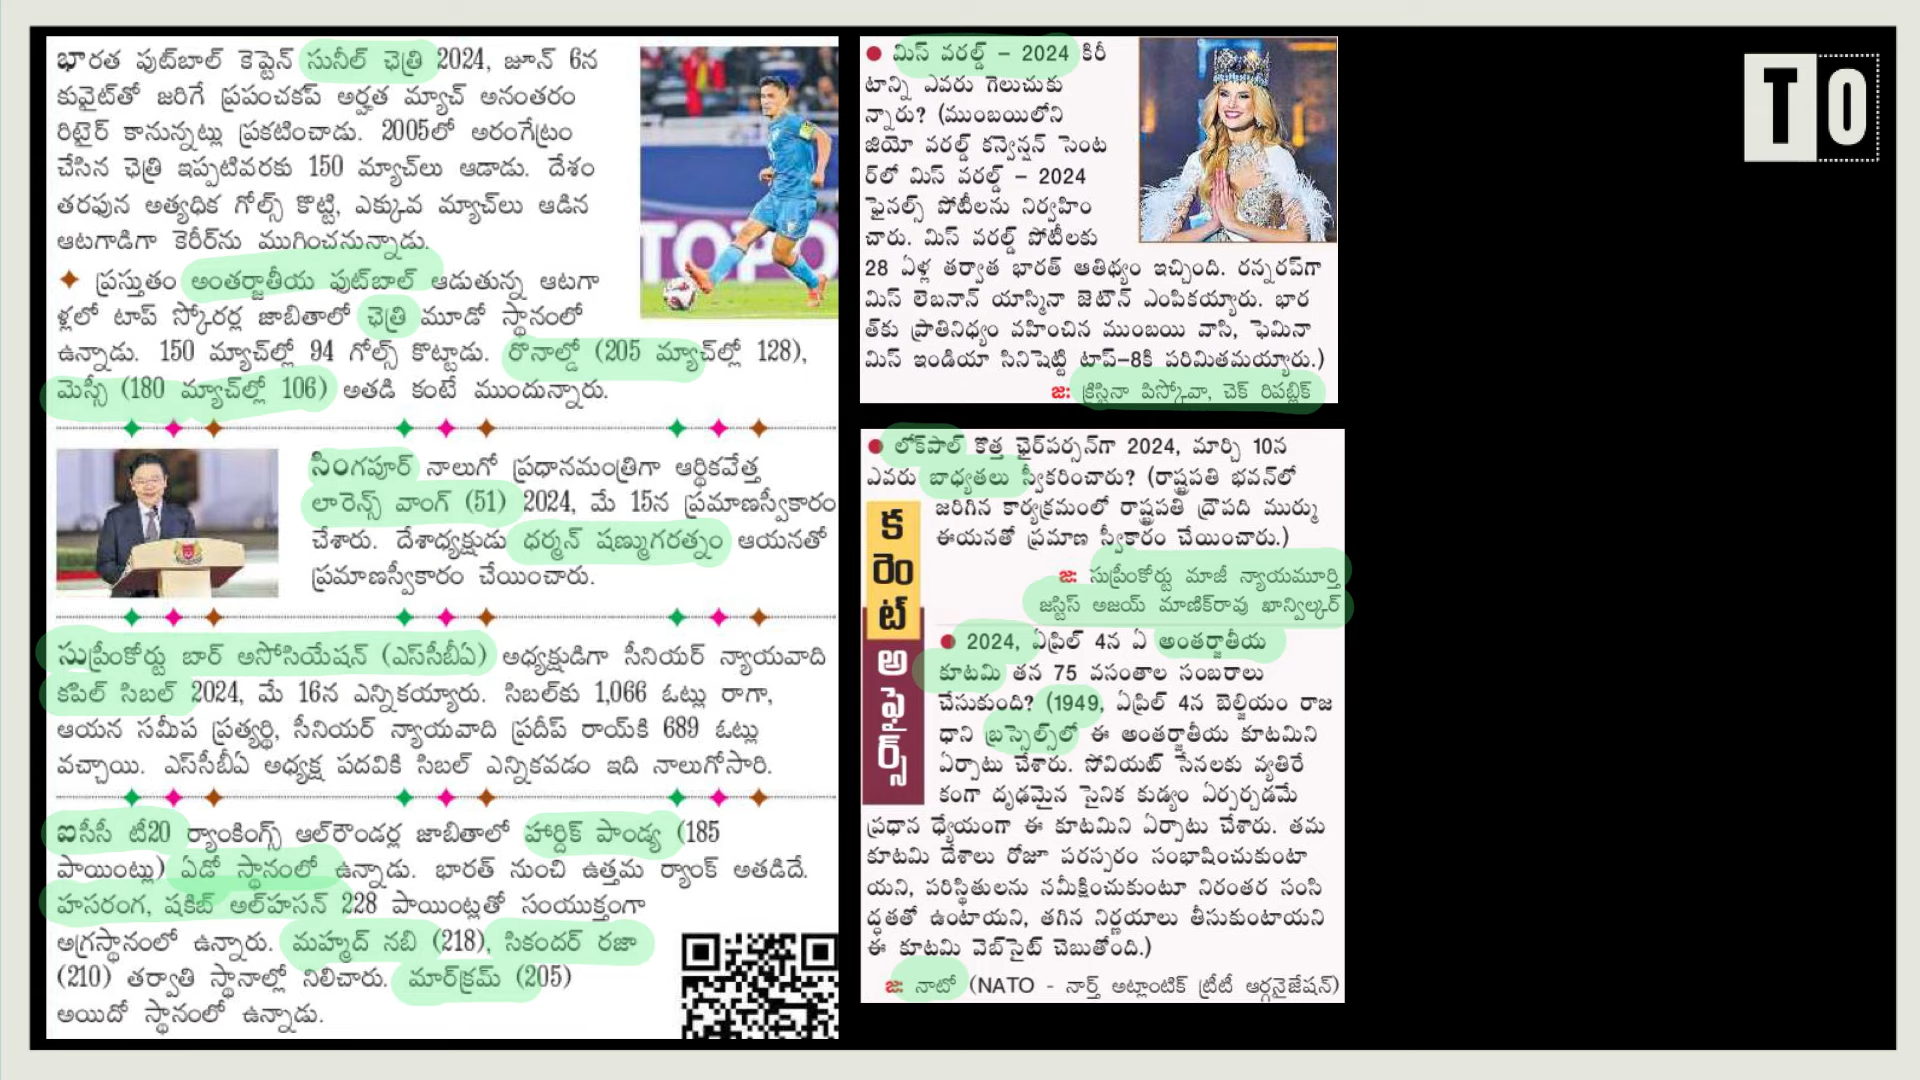 భారత ఫుట్‌బాల్ కెప్టెన్ సునీల్ ఛెత్రి 2024, జూన్ 6న
కువైట్‌తో జరిగే ప్రపంచకప్ అర్హత మ్యాచ్ అనంతరం
రిటైర్ కానున్నట్లు ప్రకటించాడు. 2005లో అరంగేట్రం
చేసిన ఛెత్రి ఇప్పటివరకు 150 మ్యాచ్‌లు ఆడాడు. దేశం
తరఫున అత్యధిక గోల్స్ కొట్టి, ఎక్కువ మ్యాచ్‌లు ఆడిన
ఆటగాడిగా కెరీర్‌ను ముగించనున్నాడు.
ప్రస్తుతం అంతర్జాతీయ ఫుట్‌బాల్ ఆడుతున్న ఆటగా
ళ్లలో టాప్ స్కోరర్ల జాబితాలో ఛెత్రి మూడో స్థానంలో
ఉన్నాడు. 150 మ్యాచ్‌ల్లో 94 గోల్స్ కొట్టాడు. రొనాల్డో (205 మ్యాచ్‌ల్లో 128),
మెస్సీ (180 మ్యాచ్‌ల్లో 106) అతడి కంటే ముందున్నారు.
సింగపూర్ నాలుగో ప్రధానమంత్రిగా ఆర్థికవేత్త
లారెన్స్ వాంగ్ (51) 2024, మే 15న ప్రమాణస్వీకారం
చేశారు. దేశాధ్యక్షుడు ధర్మన్ షణ్ముగరత్నం ఆయనతో
ప్రమాణస్వీకారం చేయించారు.
సుప్రీంకోర్టు బార్ అసోసియేషన్ (ఎస్‌సీబీఏ) అధ్యక్షుడిగా సీనియర్ న్యాయవాది
కపిల్ సిబల్ 2024, మే 16న ఎన్నికయ్యారు. సిబల్‌కు 1,066 ఓట్లు రాగా,
ఆయన సమీప ప్రత్యర్థి, సీనియర్ న్యాయవాది ప్రదీప్ రాయ్‌కి 689 ఓట్లు
వచ్చాయి. ఎస్‌సీబీఏ అధ్యక్ష పదవికి సిబల్ ఎన్నికవడం ఇది నాలుగోసారి.
ఐసీసీ టీ20 ర్యాంకింగ్స్ ఆల్‌రౌండర్ల జాబితాలో హార్దిక్ పాండ్య (185
పాయింట్లు) ఏడో స్థానంలో ఉన్నాడు. భారత్ నుంచి ఉత్తమ ర్యాంక్ అతడిదే.
హసరంగ, షకిబ్ అల్‌హసన్ 228 పాయింట్లతో సంయుక్తంగా
అగ్రస్థానంలో ఉన్నారు. మహ్మద్ నబి (218), సికందర్ రజా
(210) తర్వాతి స్థానాల్లో నిలిచారు. మార్‌క్రమ్ (205)
అయిదో స్థానంలో ఉన్నాడు.
మిస్ వరల్డ్ – 2024 కిరీ
టాన్ని ఎవరు గెలుచుకు
న్నారు? (ముంబయిలోని
జియో వరల్డ్ కన్వెన్షన్ సెంట
ర్‌లో మిస్ వరల్డ్ – 2024
ఫైనల్స్ పోటీలను నిర్వహిం
చారు. మిస్ వరల్డ్ పోటీలకు
28 ఏళ్ల తర్వాత భారత్ ఆతిథ్యం ఇచ్చింది. రన్నరప్‌గా
మిస్ లెబనాన్ యాస్మినా జెటౌన్ ఎంపికయ్యారు. భార
త్‌కు ప్రాతినిధ్యం వహించిన ముంబయి వాసి, ఫెమినా
మిస్ ఇండియా సినిషెట్టి టాప్–8కి పరిమితమయ్యారు.)
జ: క్రిస్టినా పిస్కోవా, చెక్ రిపబ్లిక్
లోక్‌పాల్ కొత్త ఛైర్‌పర్సన్‌గా 2024, మార్చి 10న
ఎవరు బాధ్యతలు స్వీకరించారు? (రాష్ట్రపతి భవన్‌లో
జరిగిన కార్యక్రమంలో రాష్ట్రపతి ద్రౌపది ముర్ము
ఈయనతో ప్రమాణ స్వీకారం చేయించారు.)
జ: సుప్రీంకోర్టు మాజీ న్యాయమూర్తి
జస్టిస్ అజయ్ మాణిక్‌రావు ఖాన్విల్కర్
కరెంట్ అఫైర్స్
2024, ఏప్రిల్ 4న ఏ అంతర్జాతీయ
కూటమి తన 75 వసంతాల సంబరాలు
చేసుకుంది? (1949, ఏప్రిల్ 4న బెల్జియం రాజ
ధాని బ్రస్సెల్స్‌లో ఈ అంతర్జాతీయ కూటమిని
ఏర్పాటు చేశారు. సోవియట్ సేనలకు వ్యతిరే
కంగా దృఢమైన సైనిక కుడ్యం ఏర్పర్చడమే
ప్రధాన ధ్యేయంగా ఈ కూటమిని ఏర్పాటు చేశారు. తమ
కూటమి దేశాలు రోజూ పరస్పరం సంభాషించుకుంటా
యని, పరిస్థితులను సమీక్షించుకుంటూ నిరంతర సంసి
ద్ధతతో ఉంటాయని, తగిన నిర్ణయాలు తీసుకుంటాయని
ఈ కూటమి వెబ్‌సైట్ చెబుతోంది.)
జ: నాటో (NATO - నార్త్ అట్లాంటిక్ ట్రీటీ ఆర్గనైజేషన్)
TO